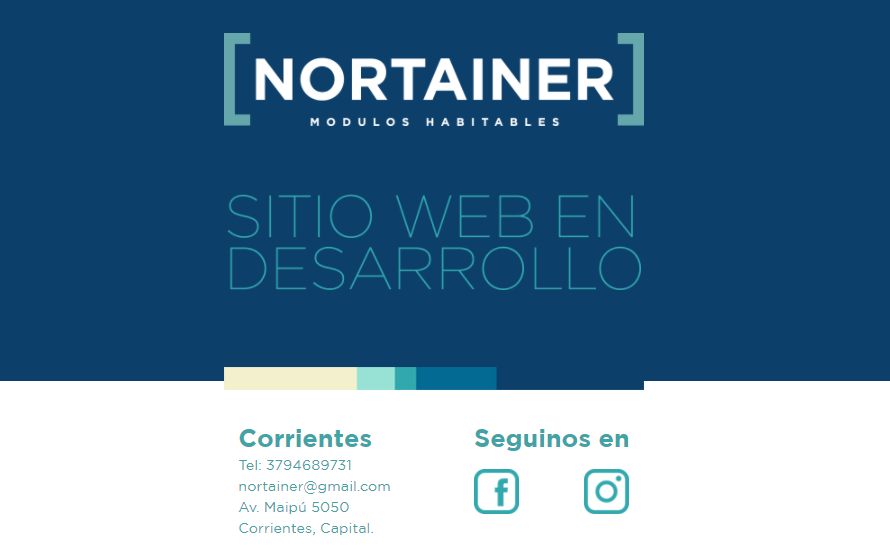 [NORTAINER]
MODULOS HABITABLES
SITIO WEB EN
DESARROLLO
Corrientes
Tel: 3794689731
nortainer@gmail.com
Av. Maipú 5050
Corrientes, Capital.
Seguinos en